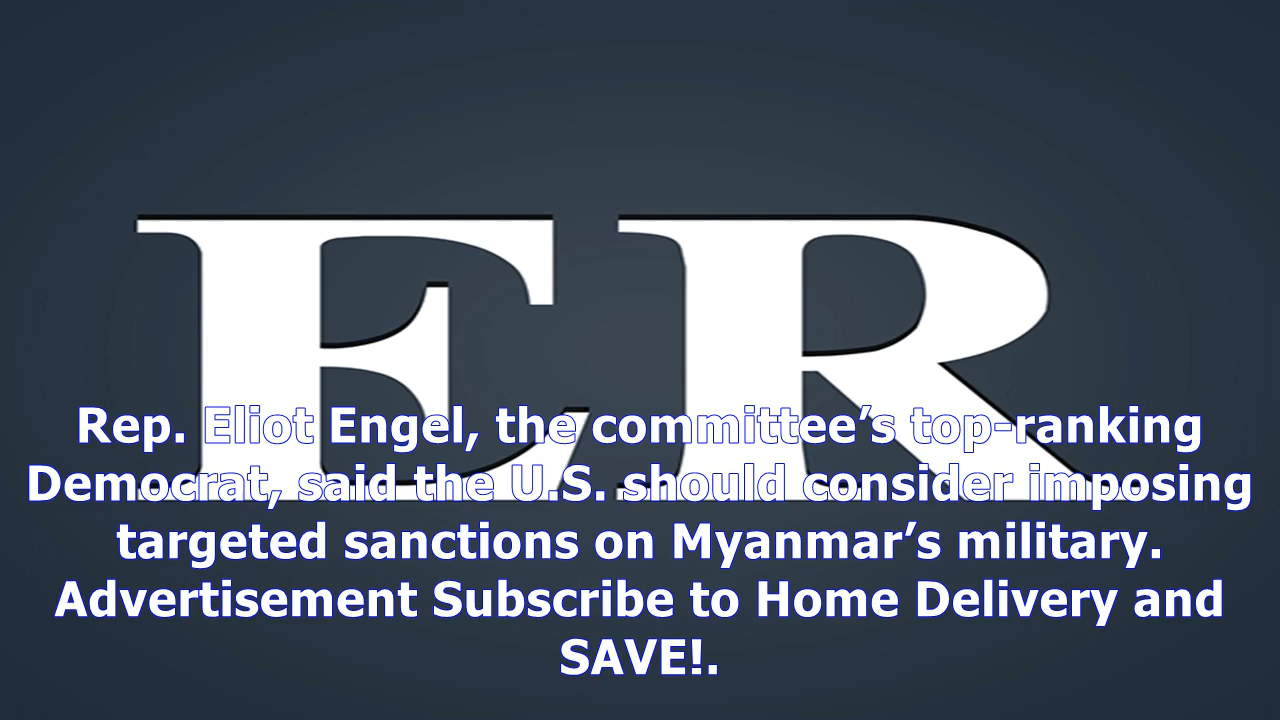 ER
Rep. Eliot Engel, the committee’s top-ranking
Democrat, said the U.S. should consider imposing
targeted sanctions on Myanmar’s military.
Advertisement Subscribe to Home Delivery and
SAVE!.